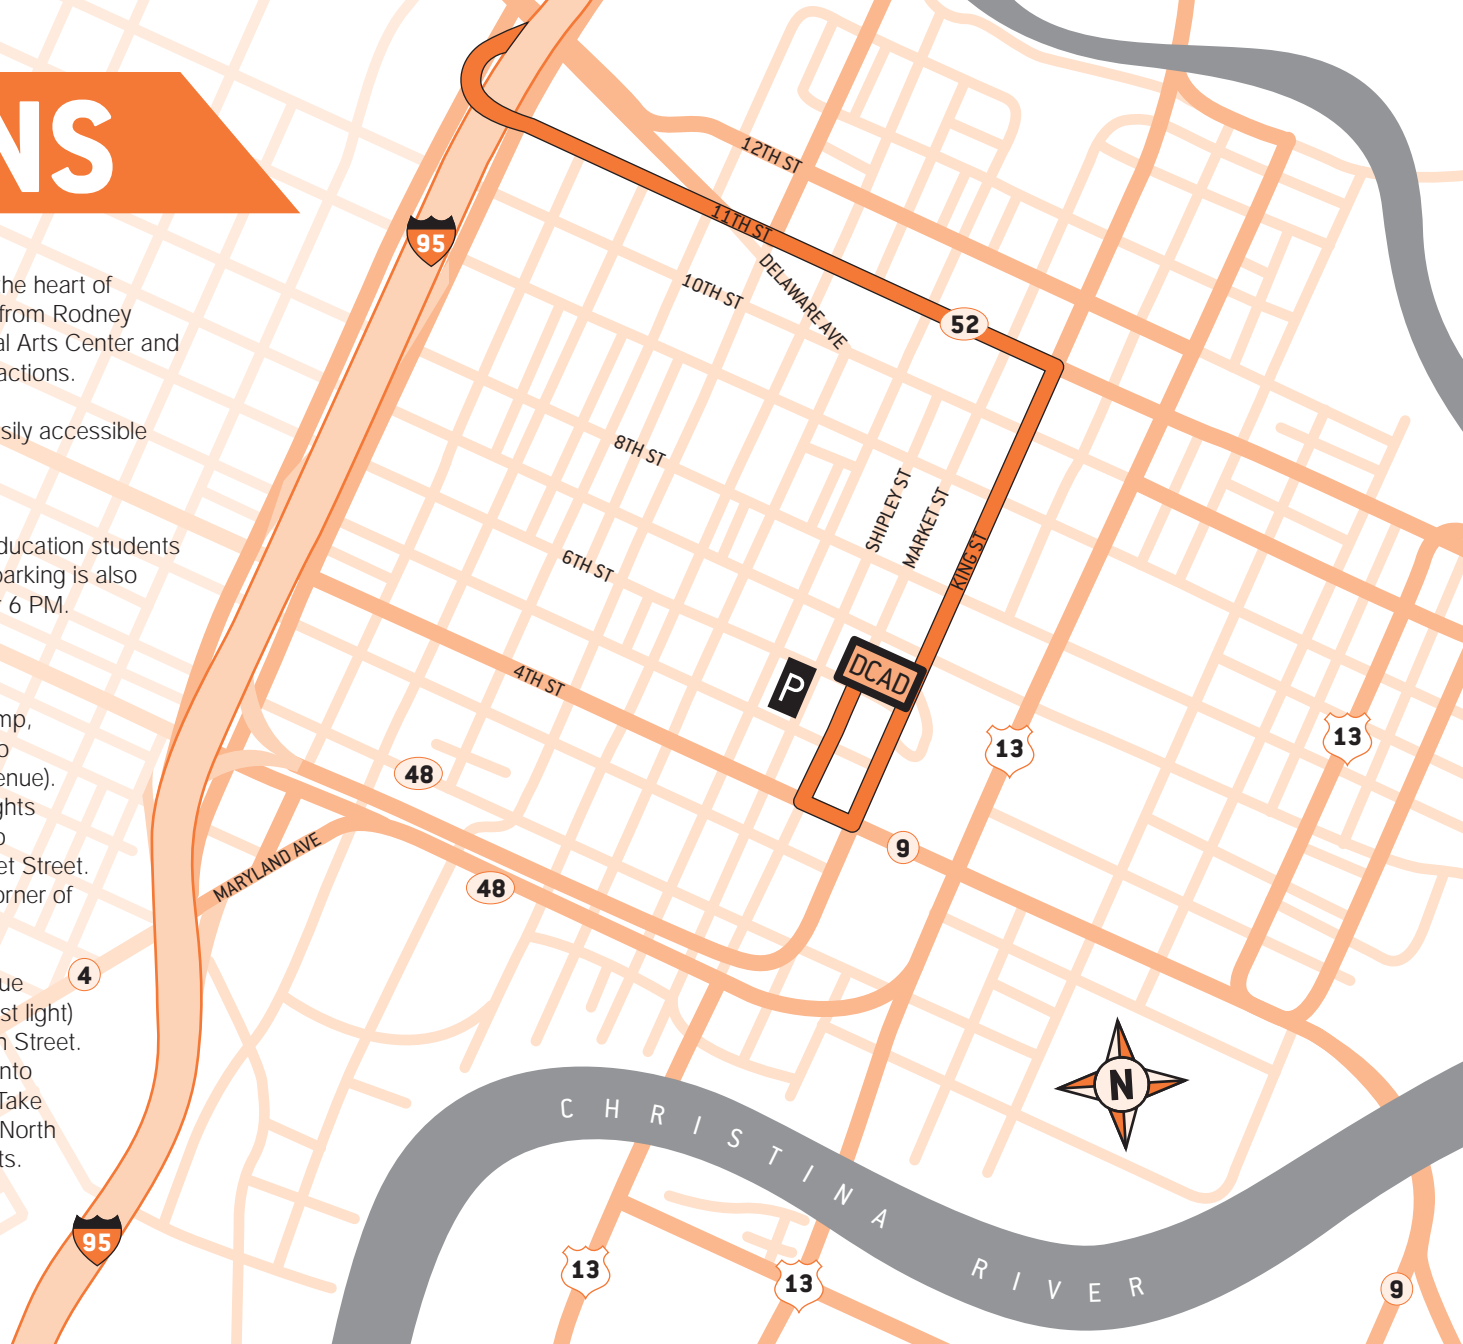 NS
the heart of
from Rodney
al Arts Center and
actions.
sily accessible
ducation students
parking is also
6 PM.
mp,
o
enue).
ghts
o
et Street.
orner of
ue
st light)
h Street.
nto
Take
North
ts.
95
12TH ST
11TH ST
10TH ST
DELAWARE AVE
52
8TH ST
SHIPLEY ST
MARKET ST
KING ST
6TH ST
DCAD
P
4TH ST
13
13
48
9
MARYLAND AVE
48
4
N
CHRISTINA RIVER
95
13
13
9